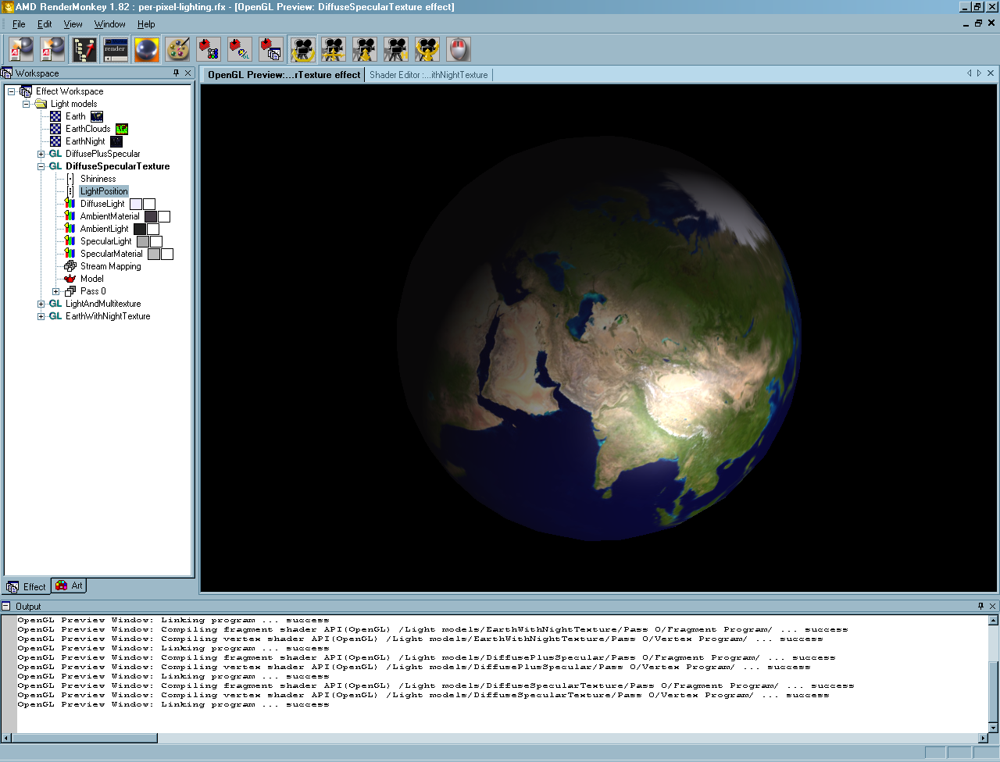 AMD RenderMonkey 1.82 : per-pixel-lighting.rfx - [OpenGL Preview: DiffuseSpecularTexture effect]
File Edit View Window Help
render
Workspace
OpenGL Preview:...rTexture effect Shader Editor :...ithNightTexture
Effect Workspace
Light models
Earth
EarthClouds
EarthNight
GL DiffusePlusSpecular
GL DiffuseSpecularTexture
Shininess
LightPosition
DiffuseLight
AmbientMaterial
AmbientLight
SpecularLight
SpecularMaterial
Stream Mapping
Model
Pass 0
GL LightAndMultitexture
GL EarthWithNightTexture
Effect Art
Output
OpenGL Preview Window: Linking program ... success
OpenGL Preview Window: Compiling fragment shader API(OpenGL) /Light models/EarthWithNightTexture/Pass 0/Fragment Program/ ... success
OpenGL Preview Window: Compiling vertex shader API(OpenGL) /Light models/EarthWithNightTexture/Pass 0/Vertex Program/ ... success
OpenGL Preview Window: Linking program ... success
OpenGL Preview Window: Compiling fragment shader API(OpenGL) /Light models/DiffusePlusSpecular/Pass 0/Fragment Program/ ... success
OpenGL Preview Window: Compiling vertex shader API(OpenGL) /Light models/DiffusePlusSpecular/Pass 0/Vertex Program/ ... success
OpenGL Preview Window: Linking program ... success
OpenGL Preview Window: Compiling fragment shader API(OpenGL) /Light models/DiffuseSpecularTexture/Pass 0/Fragment Program/ ... success
OpenGL Preview Window: Compiling vertex shader API(OpenGL) /Light models/DiffuseSpecularTexture/Pass 0/Vertex Program/ ... success
OpenGL Preview Window: Linking program ... success